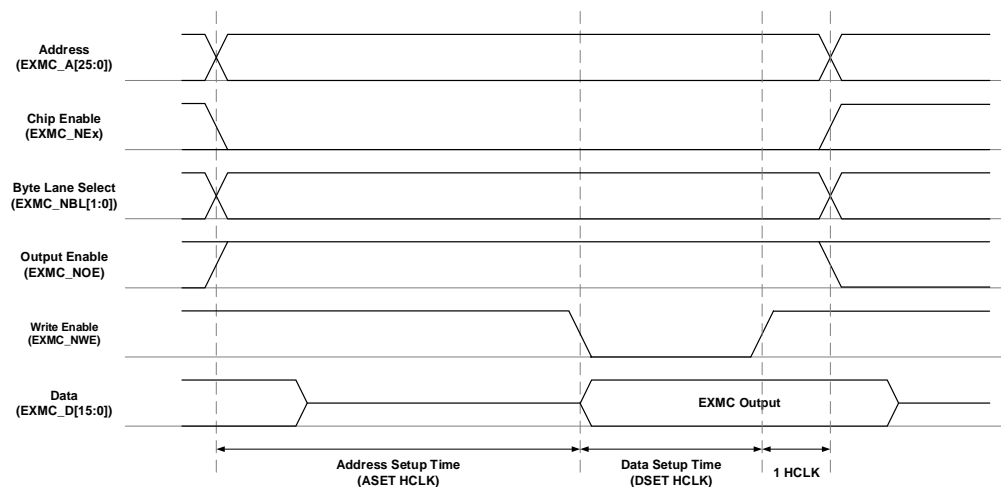 Address
(EXMC_A[25:0])
Chip Enable
(EXMC_NEx)
Byte Lane Select
(EXMC_NBL[1:0])
Output Enable
(EXMC_NOE)
Write Enable
(EXMC_NWE)
Data
(EXMC_D[15:0])
EXMC Output
Address Setup Time
(ASET HCLK)
Data Setup Time
(DSET HCLK)
1 HCLK